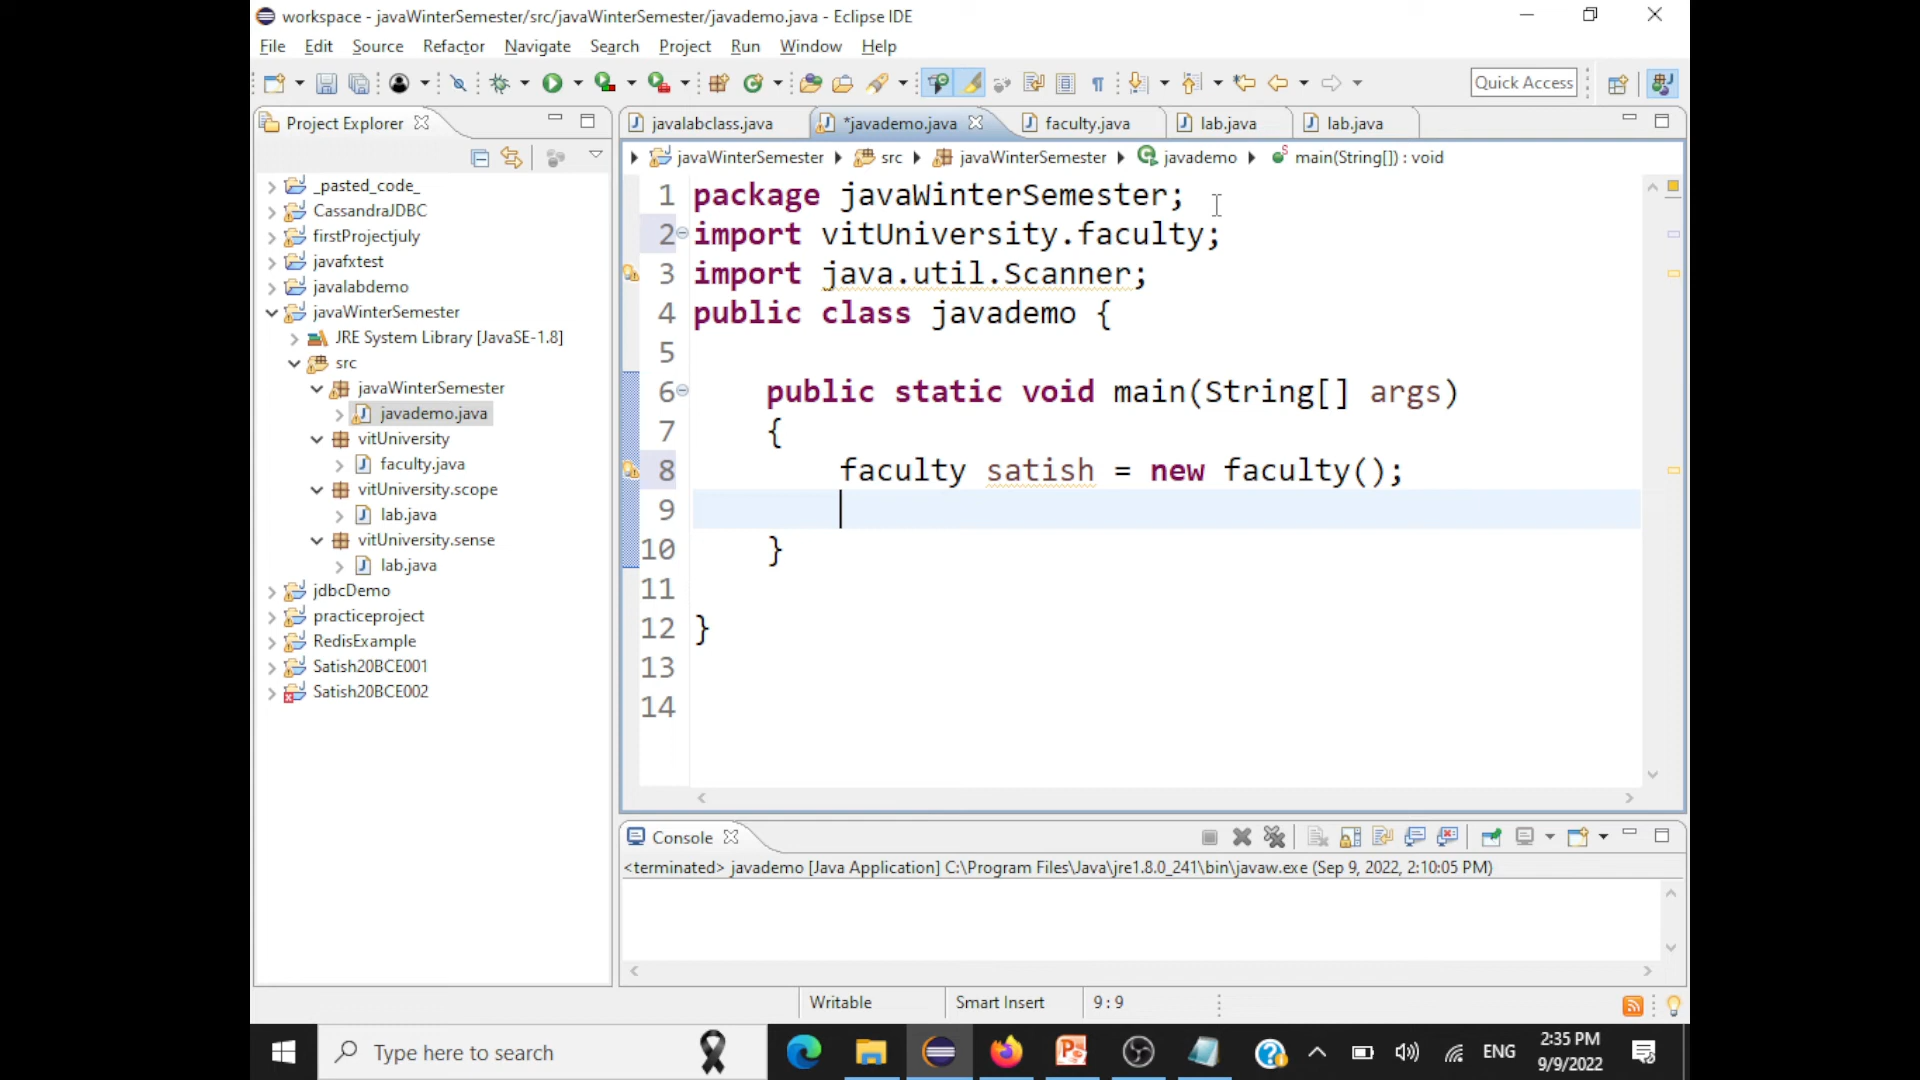 workspace - javaWinterSemester/src/javaWinterSemester/javademo.java - Eclipse IDE
File Edit Source Refactor Navigate Search Project Run Window Help
Quick Access
Project Explorer
javalabclass.java *javademo.java faculty.java lab.java lab.java
javaWinterSemester src javaWinterSemester javademo main(String[]) : void
_pasted_code_
CassandraJDBC
firstProjectjuly
javafxtest
javalabdemo
javaWinterSemester
JRE System Library [JavaSE-1.8]
src
javaWinterSemester
javademo.java
vitUniversity
faculty.java
vitUniversity.scope
lab.java
vitUniversity.sense
lab.java
jdbcDemo
practiceproject
RedisExample
Satish20BCE001
Satish20BCE002
1 package javaWinterSemester;
2 import vitUniversity.faculty;
3 import java.util.Scanner;
4 public class javademo {
5
6 public static void main(String[] args)
7 {
8 faculty satish = new faculty();
9
10 }
11
12 }
13
14
Console
<terminated> javademo [Java Application] C:\Program Files\Java\jre1.8.0_241\bin\javaw.exe (Sep 9, 2022, 2:10:05 PM)
Writable Smart Insert 9 : 9
Type here to search
ENG
2:35 PM
9/9/2022